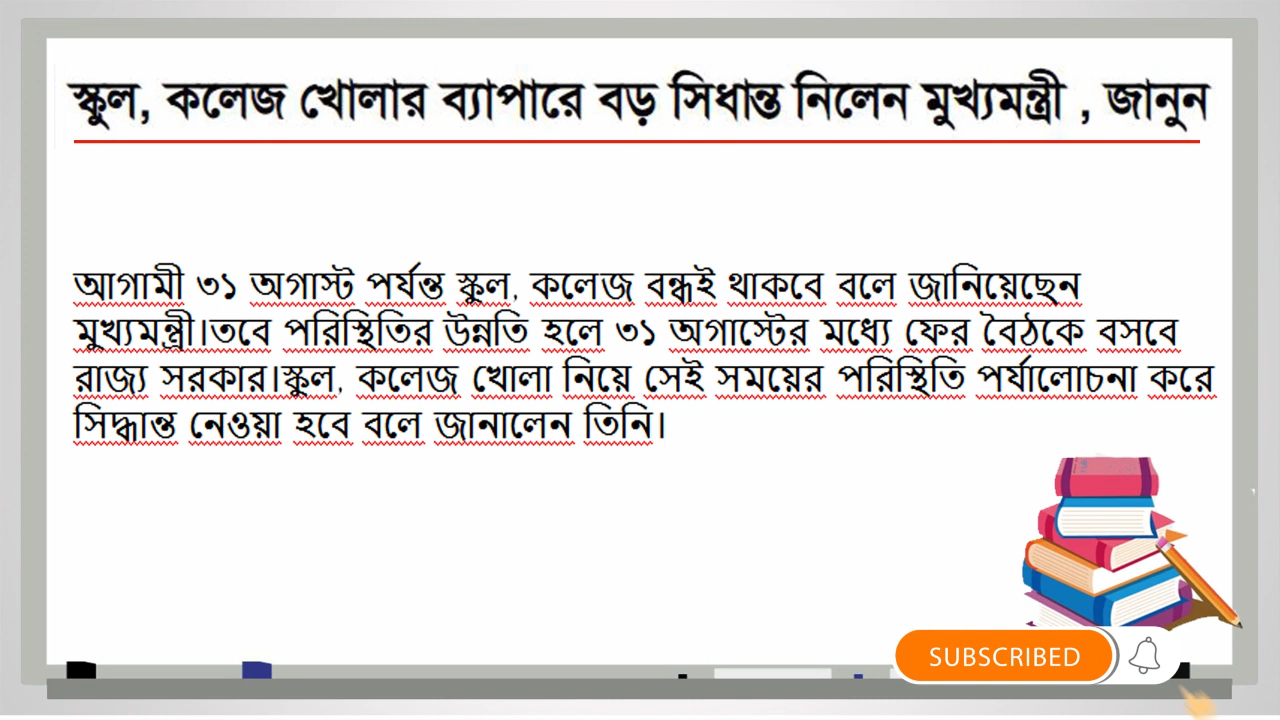 স্কুল, কলেজ খোলার ব্যাপারে বড় সিধান্ত নিলেন মুখ্যমন্ত্রী , জানুন
আগামী ৩১ অগাস্ট পর্যন্ত স্কুল, কলেজ বন্ধই থাকবে বলে জানিয়েছেন
মুখ্যমন্ত্রী।তবে পরিস্থিতির উন্নতি হলে ৩১ অগাস্টের মধ্যে ফের বৈঠকে বসবে
রাজ্য সরকার।স্কুল, কলেজ খোলা নিয়ে সেই সময়ের পরিস্থিতি পর্যালোচনা করে
সিদ্ধান্ত নেওয়া হবে বলে জানালেন তিনি।
SUBSCRIBED